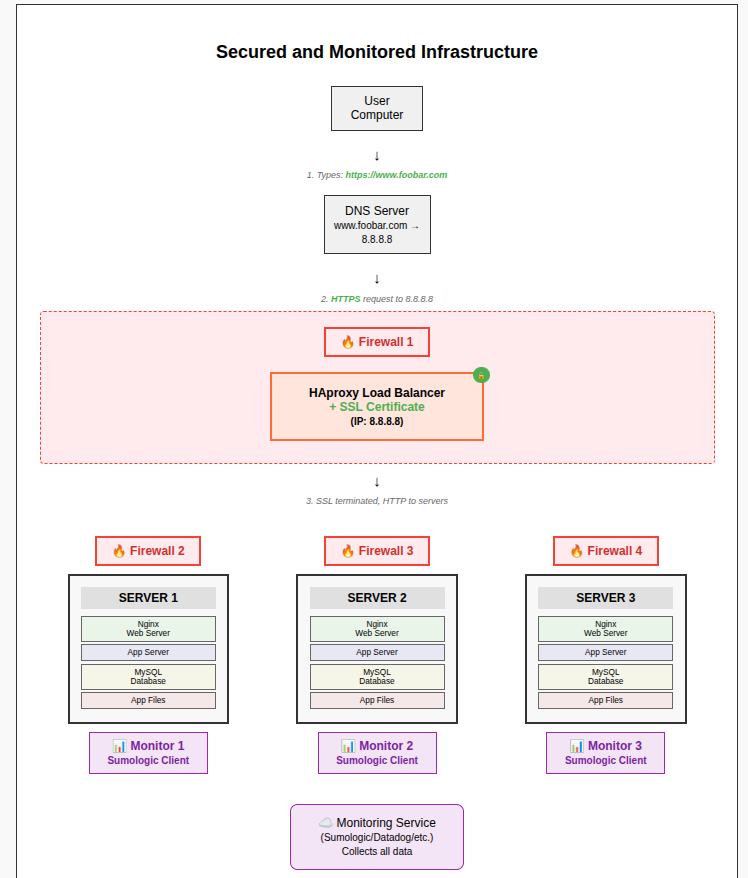 Secured and Monitored Infrastructure
User
Computer
↓
1. Types: https://www.foobar.com
DNS Server
www.foobar.com →
8.8.8.8
↓
2. HTTPS request to 8.8.8.8
🔥 Firewall 1
🔒
HAproxy Load Balancer
+ SSL Certificate
(IP: 8.8.8.8)
↓
3. SSL terminated, HTTP to servers
🔥 Firewall 2
SERVER 1
Nginx
Web Server
App Server
MySQL
Database
App Files
📊 Monitor 1
Sumologic Client
🔥 Firewall 3
SERVER 2
Nginx
Web Server
App Server
MySQL
Database
App Files
📊 Monitor 2
Sumologic Client
🔥 Firewall 4
SERVER 3
Nginx
Web Server
App Server
MySQL
Database
App Files
📊 Monitor 3
Sumologic Client
☁️ Monitoring Service
(Sumologic/Datadog/etc.)
Collects all data